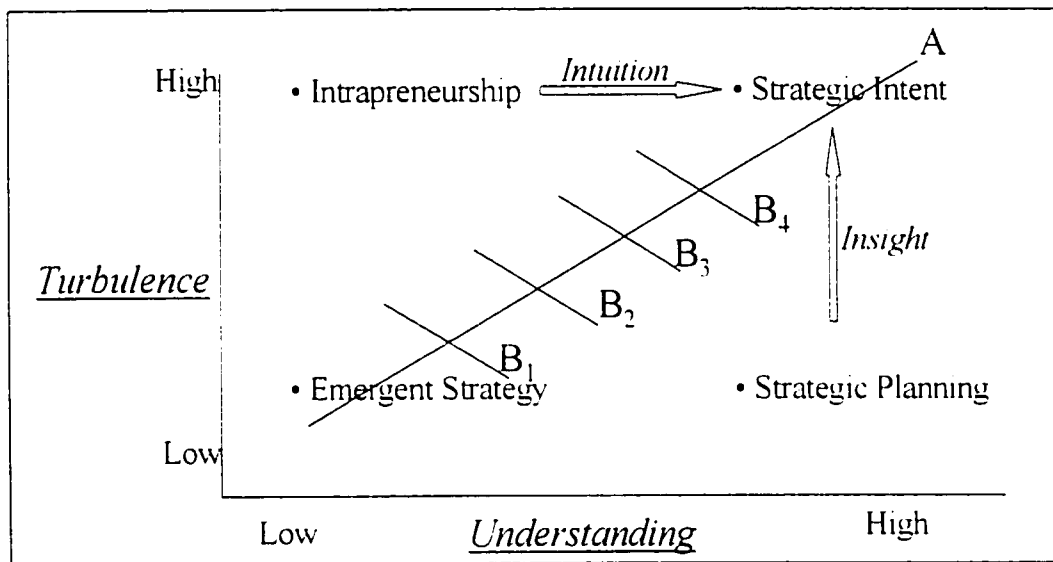 A
High
• Intrapreneurship
Intuition
• Strategic Intent
B₄
Insight
B₃
Turbulence
B₂
B₁
• Emergent Strategy
• Strategic Planning
Low
Low
Understanding
High